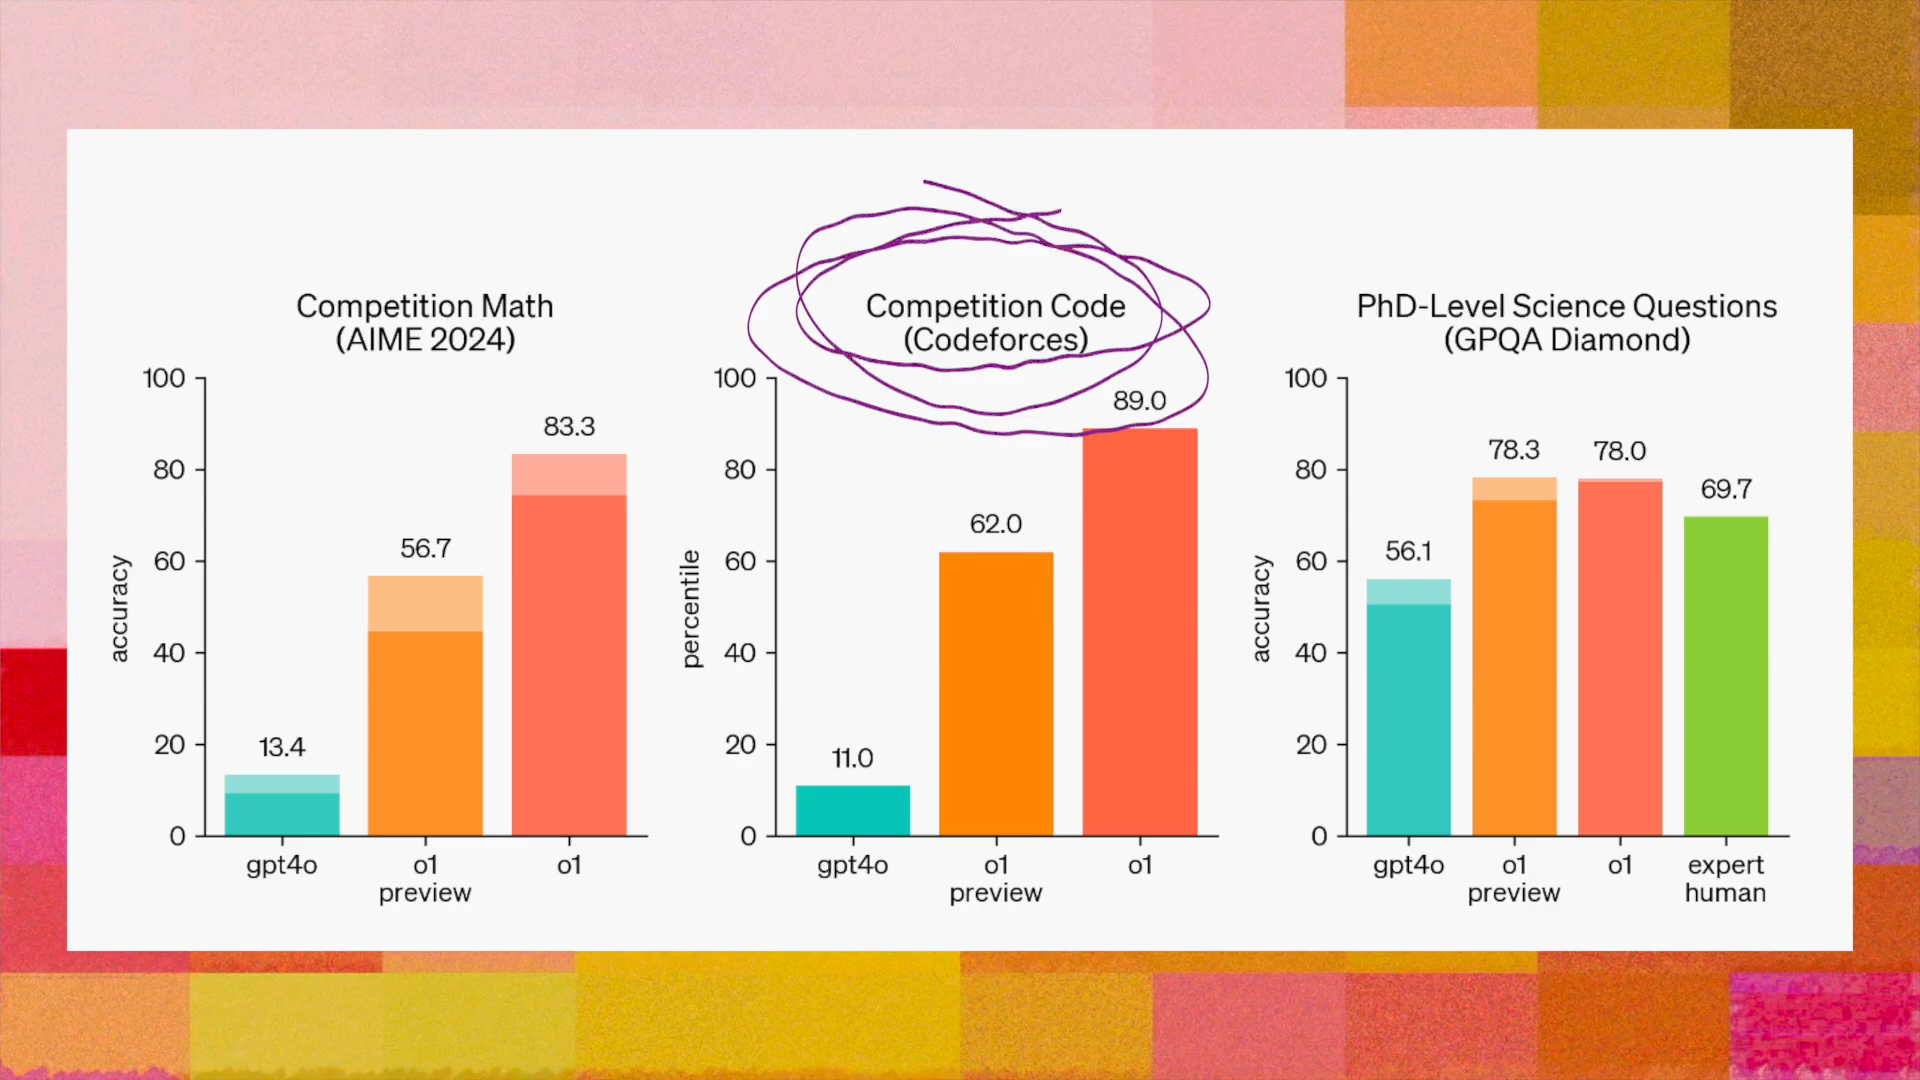 Competition Math
(AIME 2024)
accuracy
100
80
60
40
20
0
13.4
56.7
83.3
gpt4o
o1
preview
o1
Competition Code
(Codeforces)
percentile
100
80
60
40
20
0
11.0
62.0
89.0
gpt4o
o1
preview
o1
PhD-Level Science Questions
(GPQA Diamond)
accuracy
100
80
60
40
20
0
56.1
78.3
78.0
69.7
gpt4o
o1
preview
o1
expert
human